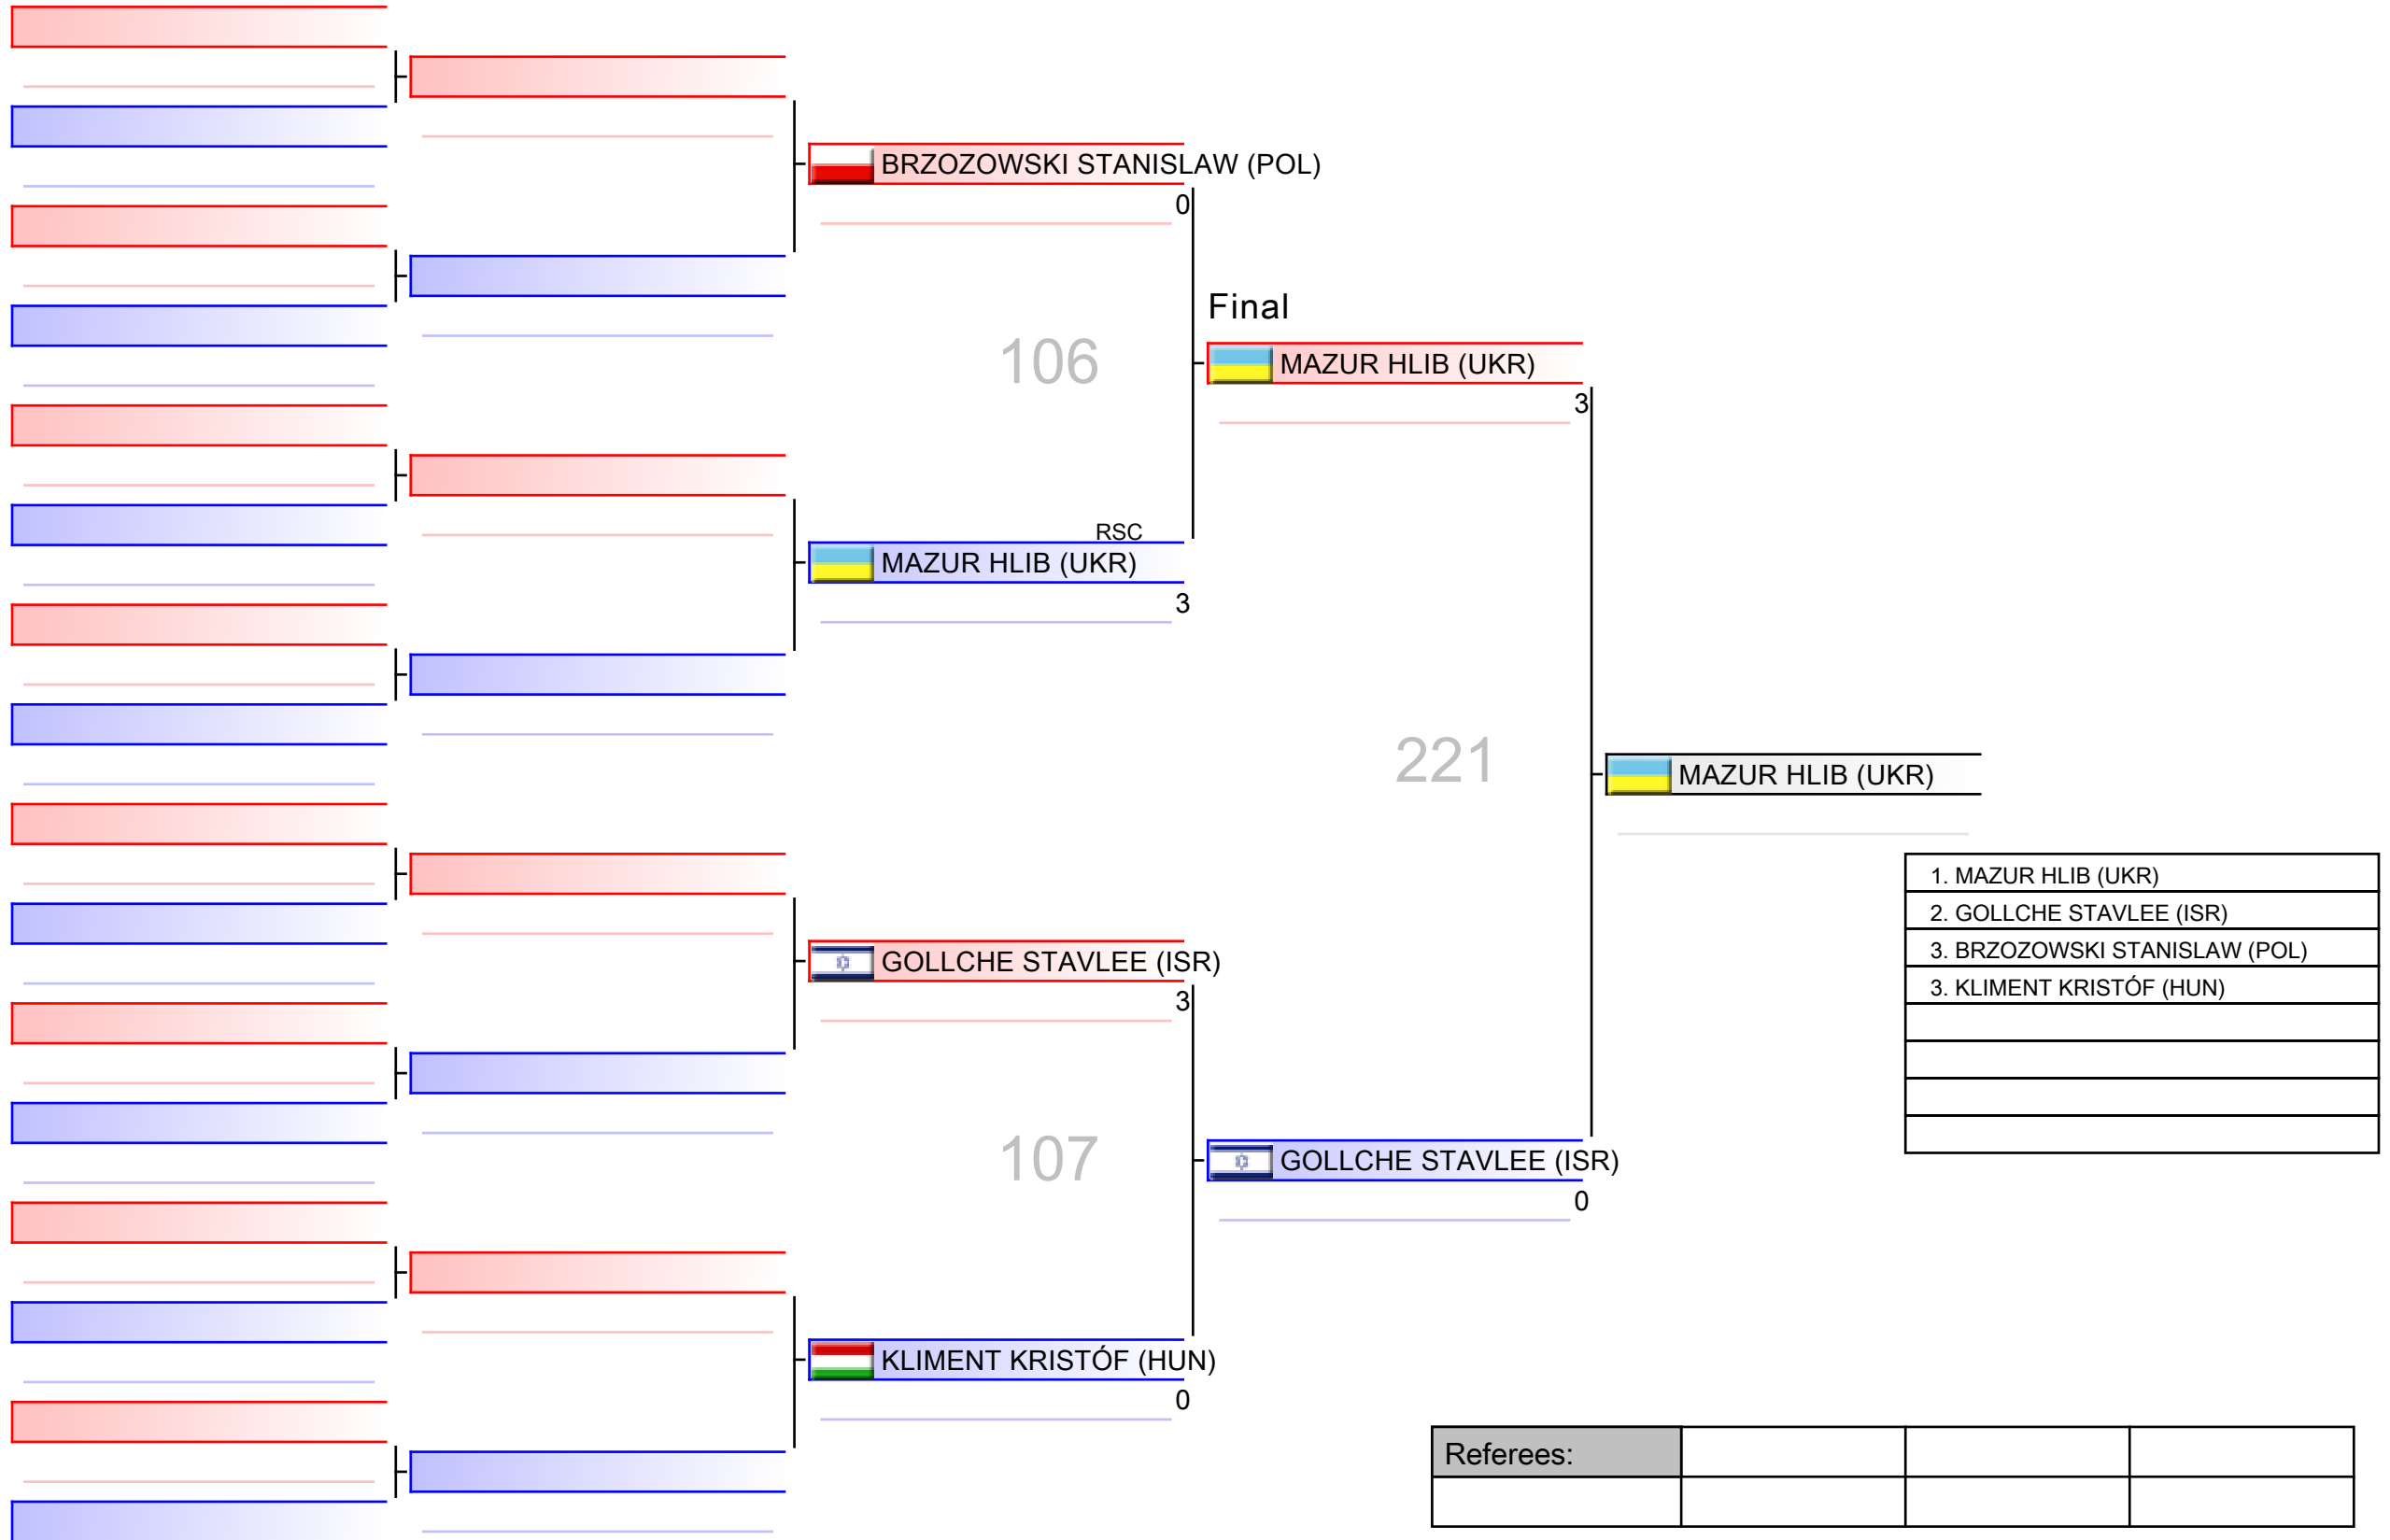 BRZOZOWSKI STANISLAW (POL)
0
Final
106
MAZUR HLIB (UKR)
3
RSC
MAZUR HLIB (UKR)
3
221
MAZUR HLIB (UKR)
1. MAZUR HLIB (UKR)
2. GOLLCHE STAVLEE (ISR)
3. BRZOZOWSKI STANISLAW (POL)
3. KLIMENT KRISTÓF (HUN)
GOLLCHE STAVLEE (ISR)
3
107
GOLLCHE STAVLEE (ISR)
0
KLIMENT KRISTÓF (HUN)
0
Referees: